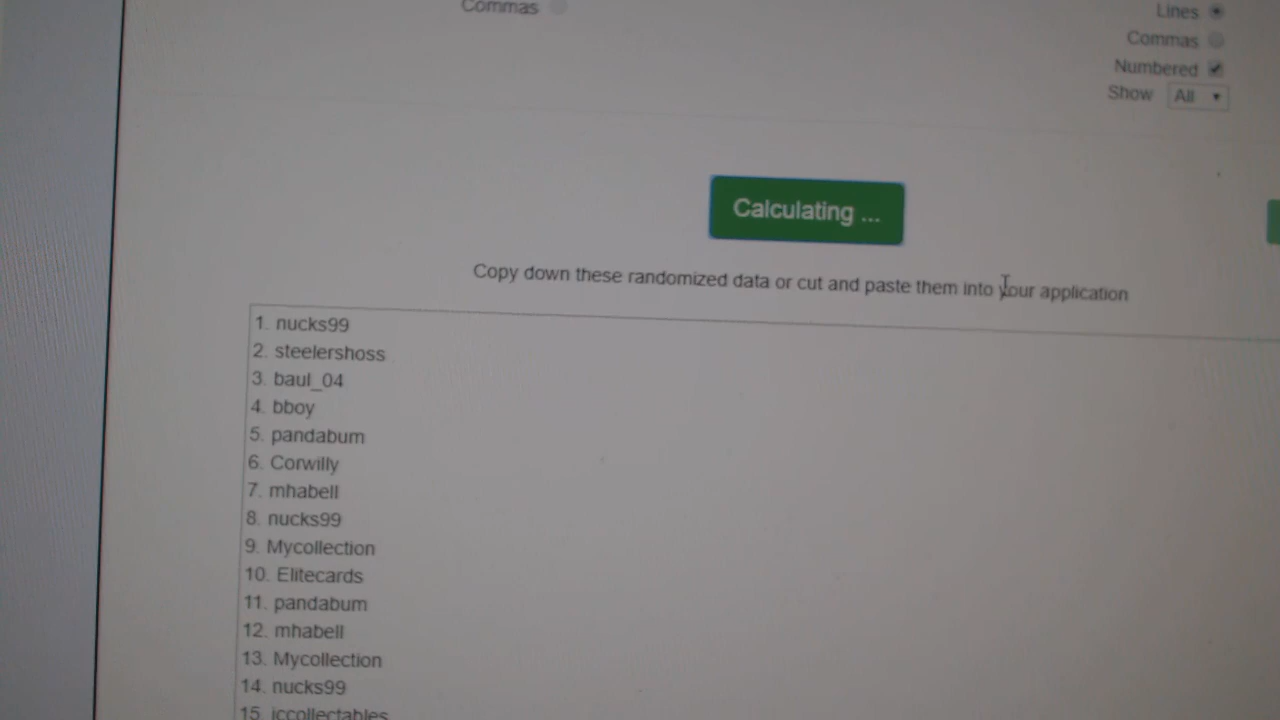 Commas
Lines
Commas
Numbered
Show All
Calculating ...
Copy down these randomized data or cut and paste them into your application
1. nucks99
2. steelershoss
3. baul_04
4. bboy
5. pandabum
6. Corwilly
7. mhabell
8. nucks99
9. Mycollection
10. Elitecards
11. pandabum
12. mhabell
13. Mycollection
14. nucks99
15. jccollectables